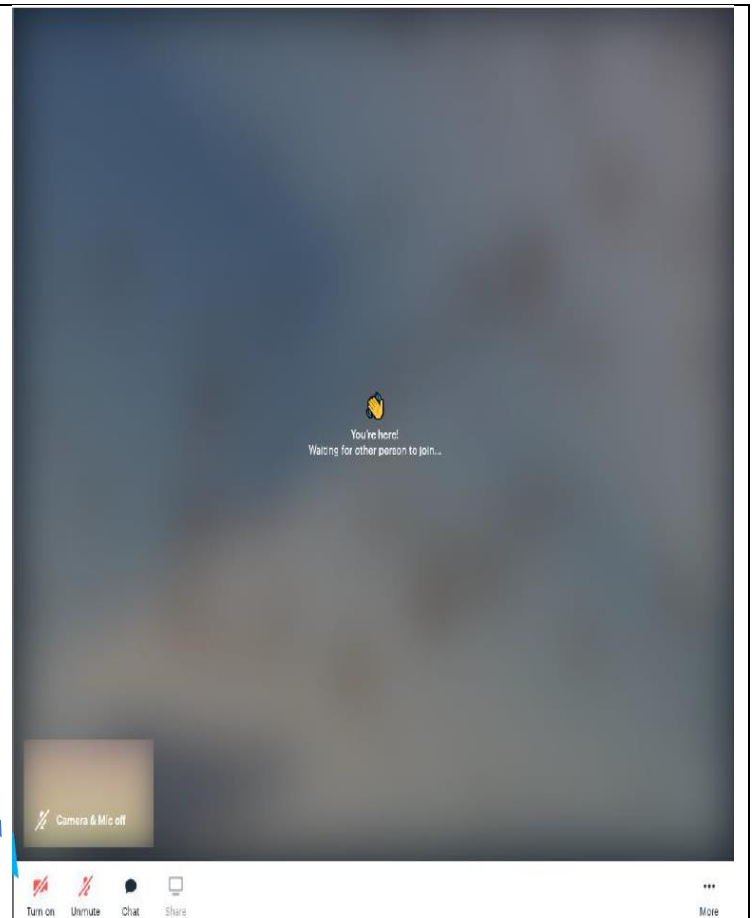 You're here!
Waiting for other person to join...
Camera & Mic off
Turn on Unmute Chat Share More